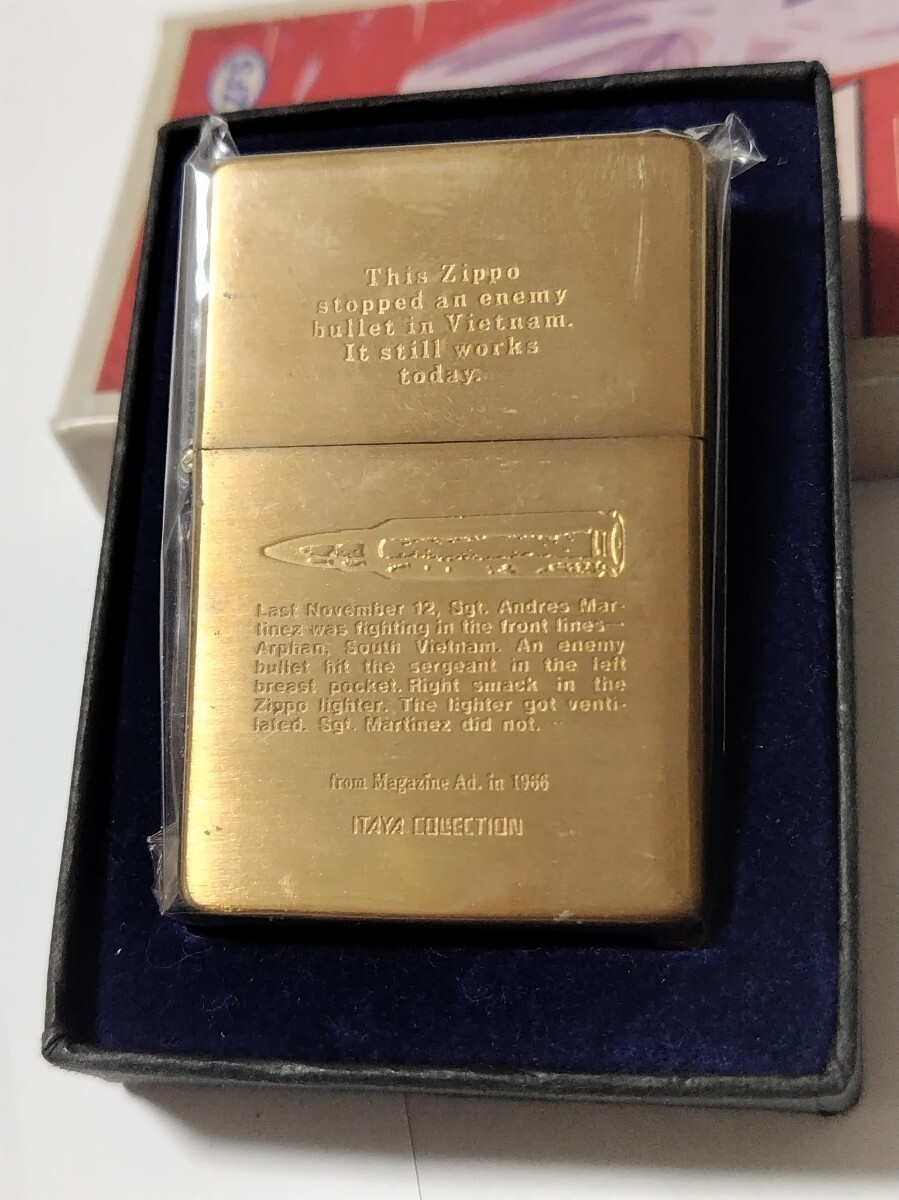 This Zippo
stopped an enemy
bullet in Vietnam.
It still works
today.
Last November 12, Sgt. Andres Mar-
tinez was fighting in the front lines—
Arphan, South Vietnam. An enemy
bullet hit the sergeant in the left
breast pocket. Right smack in the
Zippo lighter. The lighter got venti-
lated. Sgt. Martinez did not.
from Magazine Ad. in 1966
ITAYA COLLECTION